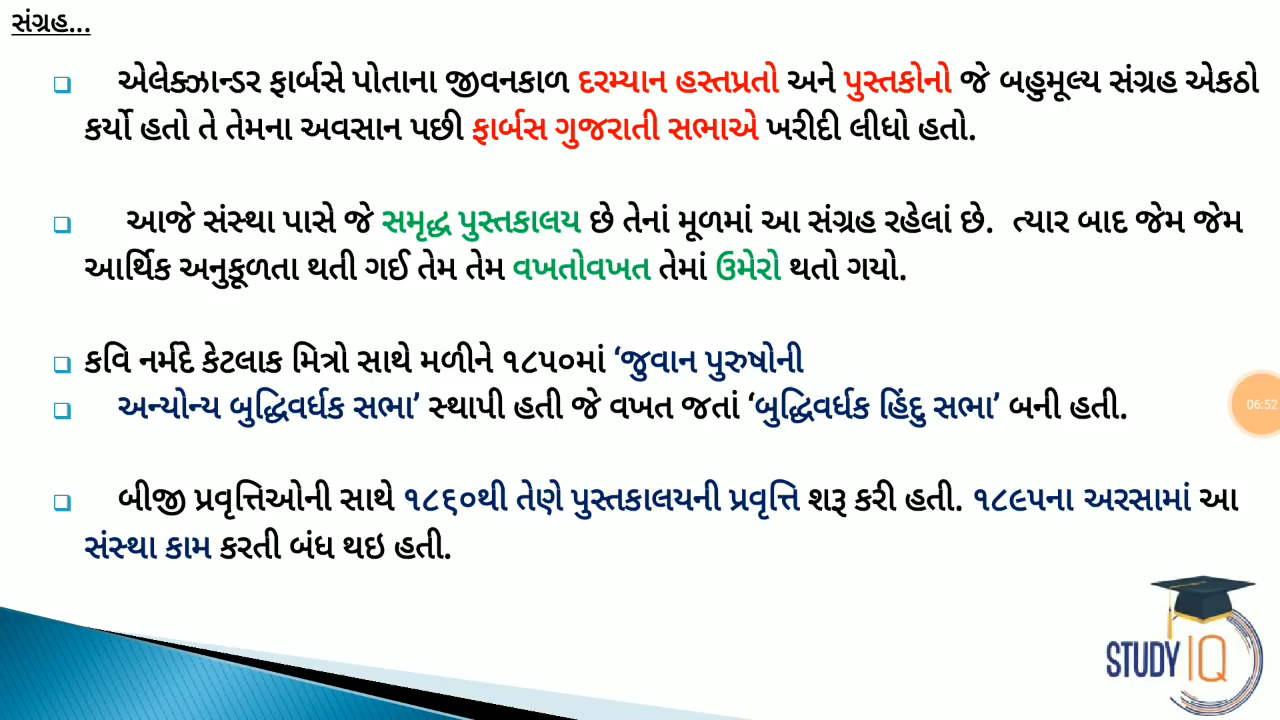 સંગ્રહ...
એલેક્ઝાન્ડર ફાર્બસે પોતાના જીવનકાળ દરમ્યાન હસ્તપ્રતો અને પુસ્તકોનો જે બહુમૂલ્ય સંગ્રહ એકઠો
કર્યો હતો તે તેમના અવસાન પછી ફાર્બસ ગુજરાતી સભાએ ખરીદી લીધો હતો.
આજે સંસ્થા પાસે જે સમૃદ્ધ પુસ્તકાલય છે તેનાં મૂળમાં આ સંગ્રહ રહેલાં છે. ત્યાર બાદ જેમ જેમ
આર્થિક અનુકૂળતા થતી ગઈ તેમ તેમ વખતોવખત તેમાં ઉમેરો થતો ગયો.
કવિ નર્મદે કેટલાક મિત્રો સાથે મળીને ૧૮૫૦માં ‘જુવાન પુરુષોની
અન્યોન્ય બુદ્ધિવર્ધક સભા’ સ્થાપી હતી જે વખત જતાં ‘બુદ્ધિવર્ધક હિંદુ સભા’ બની હતી.
06:52
બીજી પ્રવૃત્તિઓની સાથે ૧૮૬૦થી તેણે પુસ્તકાલયની પ્રવૃત્તિ શરૂ કરી હતી. ૧૮૯૫ના અરસામાં આ
સંસ્થા કામ કરતી બંધ થઇ હતી.
STUDY IQ